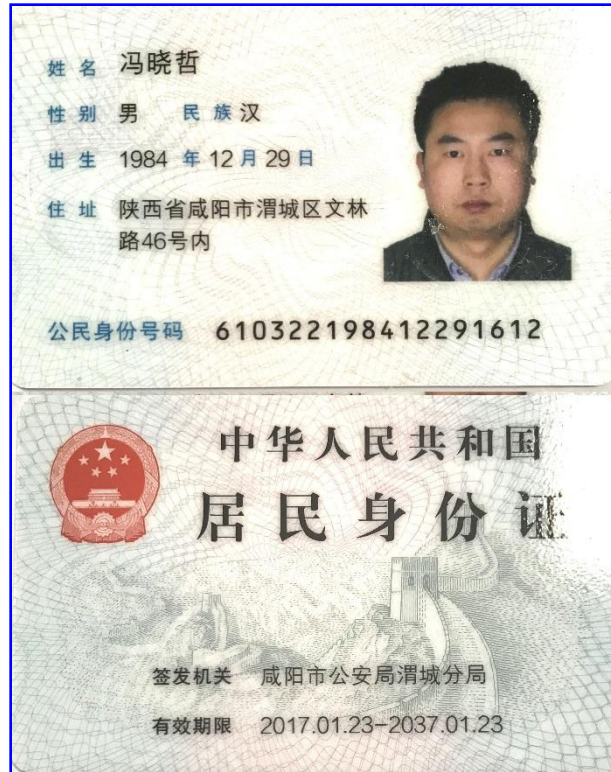 姓名 冯晓哲
性别 男 民族 汉
出生 1984 年 12 月 29 日
住址 陕西省咸阳市渭城区文林
路46号内
公民身份号码 610322198412291612
中华人民共和国
居民身份证
签发机关 咸阳市公安局渭城分局
有效期限 2017.01.23-2037.01.23